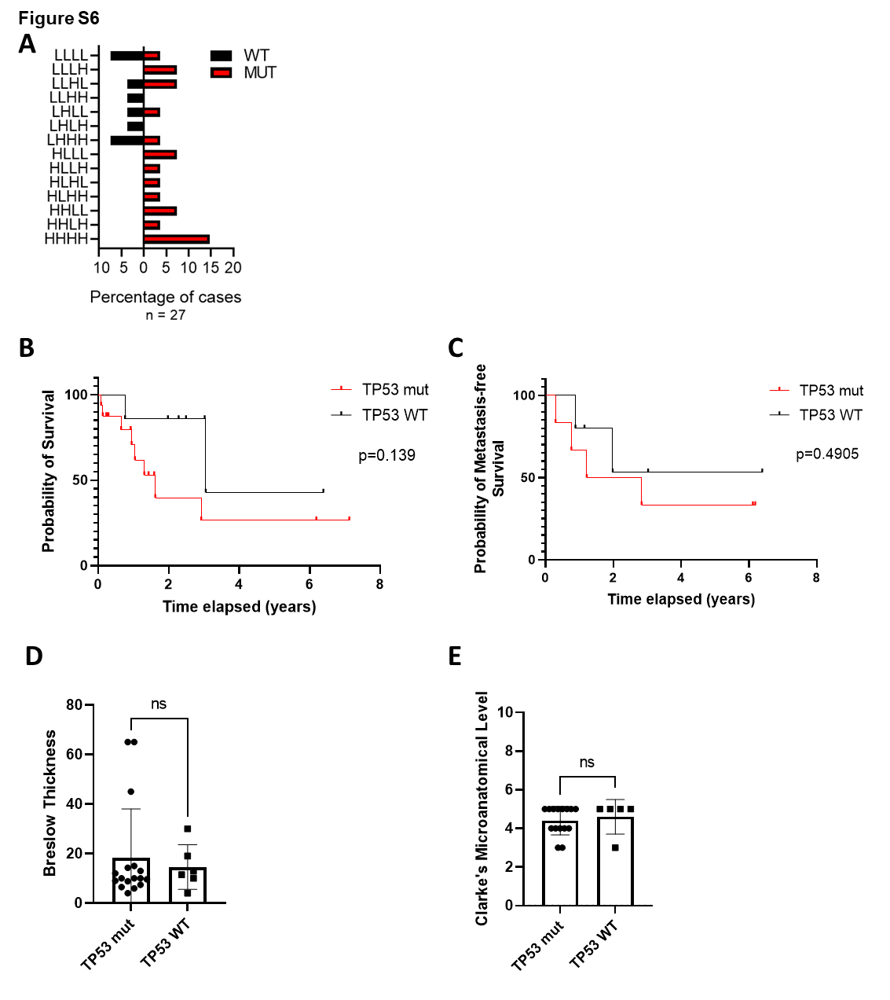 Figure S6
A
LLLL
LLLH
LLHL
LLHH
LHLL
LHLH
LHHH
HLLL
HLLH
HLHL
HLHH
HHLL
HHLH
HHHH
WT
MUT
10 5 0 5 10 15 20
Percentage of cases
n = 27
B
Probability of Survival
100
50
0
0 2 4 6 8
Time elapsed (years)
TP53 mut
TP53 WT
p=0.139
C
Probability of Metastasis-free
Survival
100
50
0
0 2 4 6 8
Time elapsed (years)
TP53 mut
TP53 WT
p=0.4905
D
Breslow Thickness
80
60
40
20
0
ns
TP53 mut
TP53 WT
E
Clarke's Microanatomical Level
10
8
6
4
2
0
ns
TP53 mut
TP53 WT